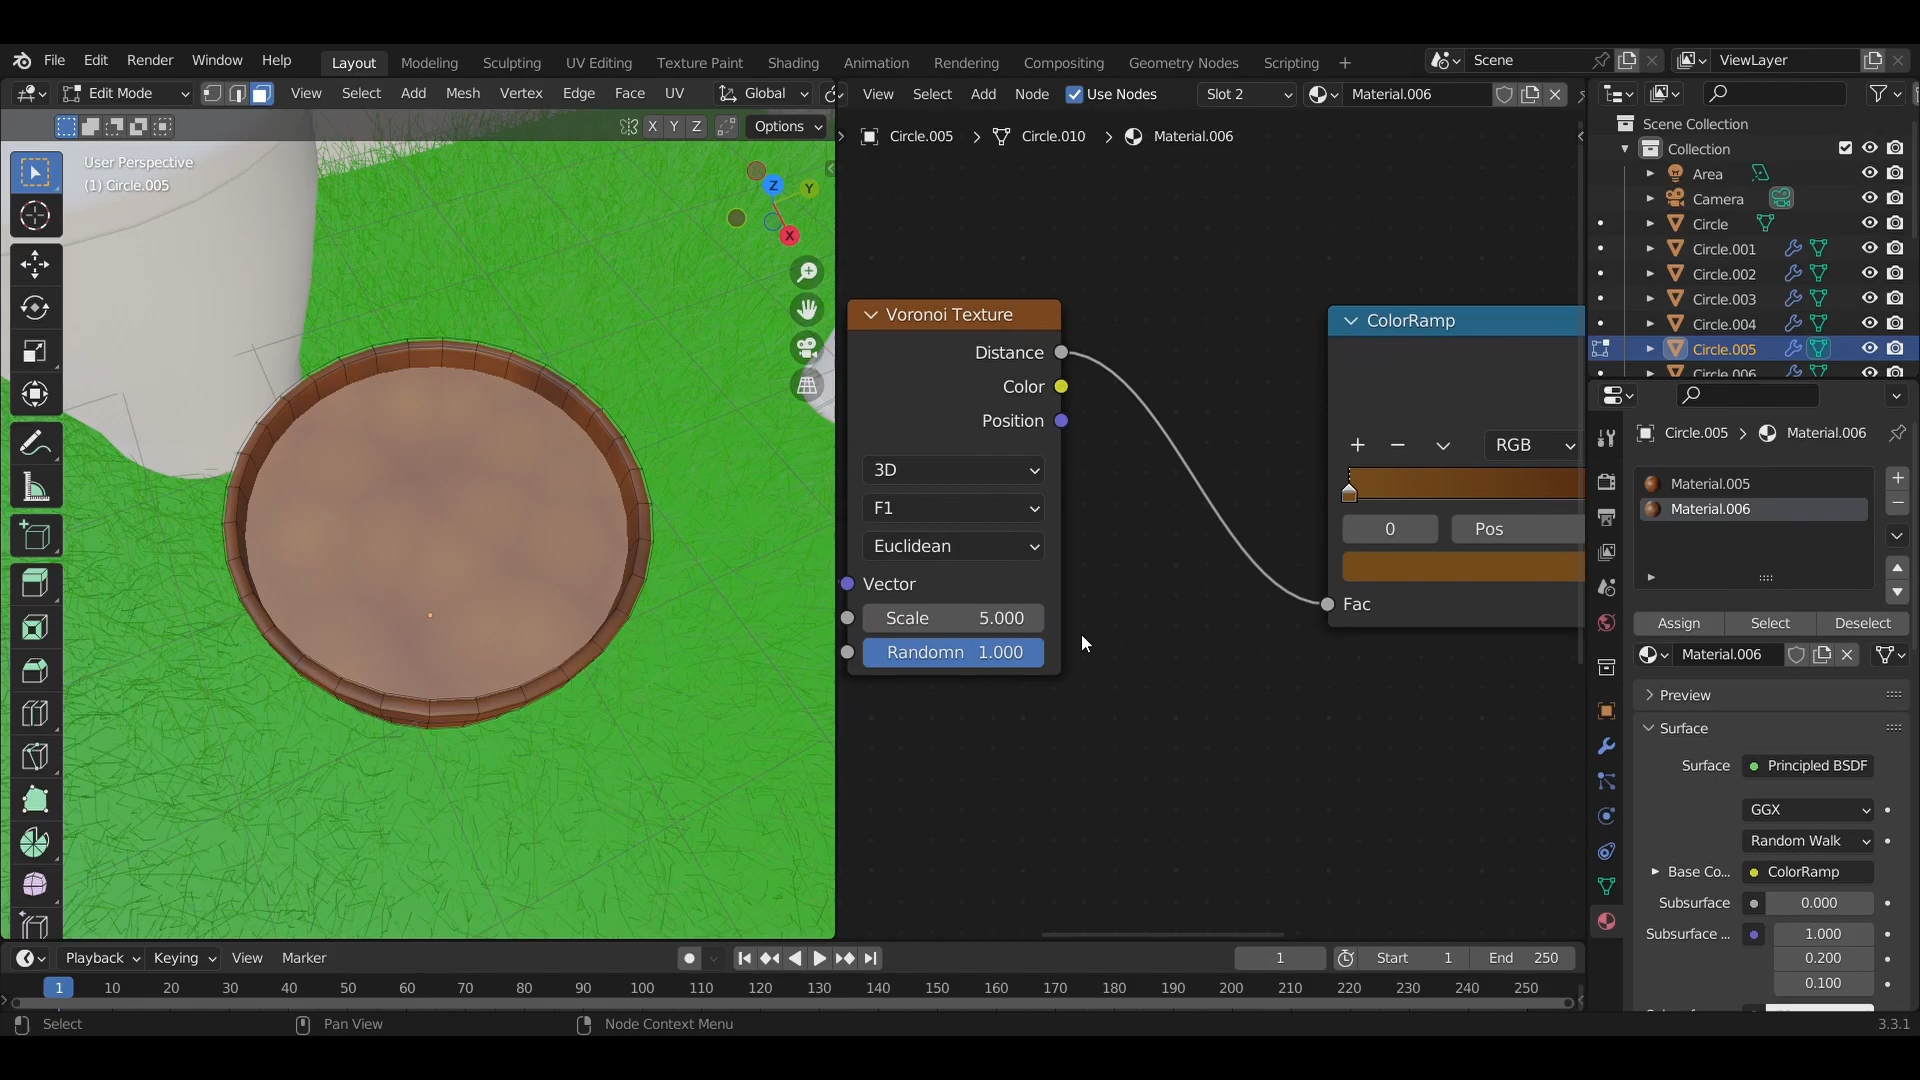 File Edit Render Window Help Layout Modeling Sculpting UV Editing Texture Paint Shading Animation Rendering Compositing Geometry Nodes Scripting Scene ViewLayer
Edit Mode View Select Add Mesh Vertex Edge Face UV Global View Select Add Node Use Nodes Slot 2 Material.006
X Y Z Options
Circle.005 Circle.010 Material.006
User Perspective
(1) Circle.005
Z
Y
X
Voronoi Texture
Distance
Color
Position
3D
F1
Euclidean
Vector
Scale 5.000
Randomn 1.000
ColorRamp
RGB
0 Pos
Fac
Scene Collection
Collection
Area
Camera
Circle
Circle.001
Circle.002
Circle.003
Circle.004
Circle.005
Circle.006
Circle.005 Material.006
Material.005
Material.006
Assign Select Deselect
Material.006
Preview
Surface
Surface Principled BSDF
GGX
Random Walk
Base Co... ColorRamp
Subsurface 0.000
Subsurface ... 1.000
0.200
0.100
Playback Keying View Marker 1 Start 1 End 250
1 10 20 30 40 50 60 70 80 90 100 110 120 130 140 150 160 170 180 190 200 210 220 230 240 250
Select Pan View Node Context Menu 3.3.1